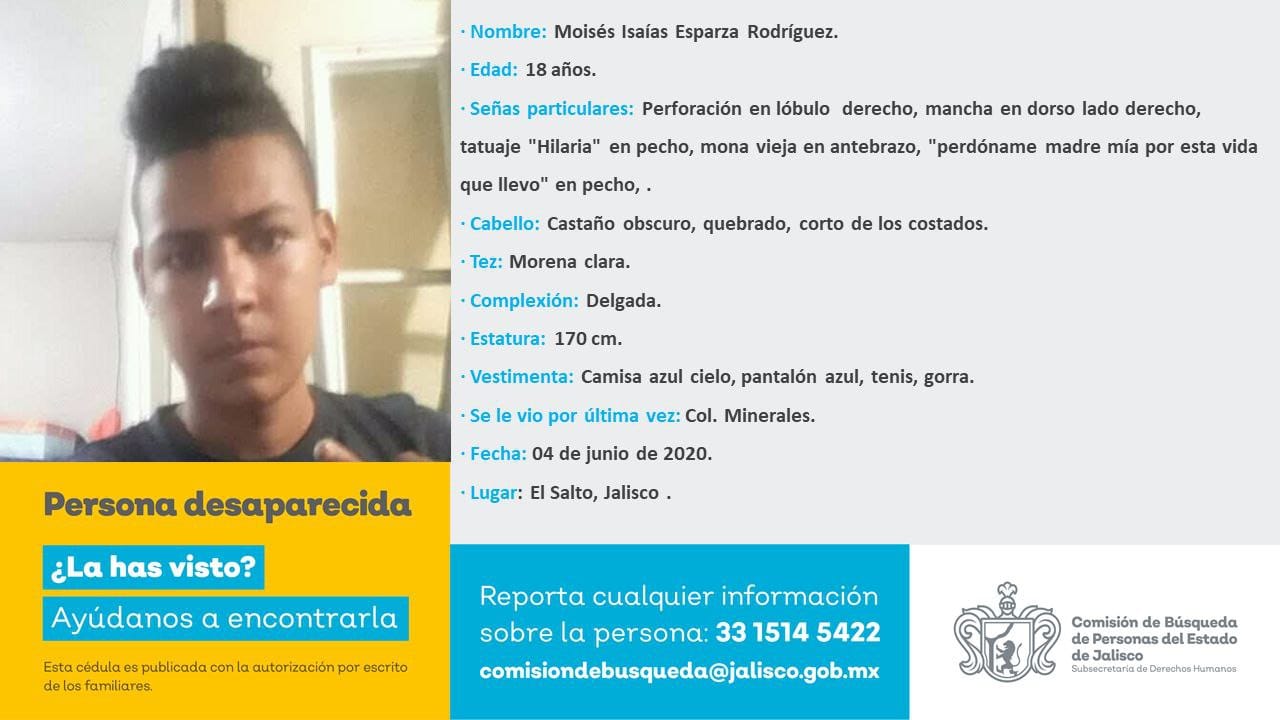 · Nombre: Moisés Isaías Esparza Rodríguez.
· Edad: 18 años.
· Señas particulares: Perforación en lóbulo derecho, mancha en dorso lado derecho,
tatuaje "Hilaria" en pecho, mona vieja en antebrazo, "perdóname madre mía por esta vida
que llevo" en pecho, .
· Cabello: Castaño obscuro, quebrado, corto de los costados.
· Tez: Morena clara.
· Complexión: Delgada.
· Estatura: 170 cm.
· Vestimenta: Camisa azul cielo, pantalón azul, tenis, gorra.
· Se le vio por última vez: Col. Minerales.
· Fecha: 04 de junio de 2020.
· Lugar: El Salto, Jalisco .
Persona desaparecida
¿La has visto?
Ayúdanos a encontrarla
Esta cédula es publicada con la autorización por escrito
de los familiares.
Reporta cualquier información
sobre la persona: 33 1514 5422
comisiondebusqueda@jalisco.gob.mx
Comisión de Búsqueda
de Personas del Estado
de Jalisco
Subsecretaría de Derechos Humanos